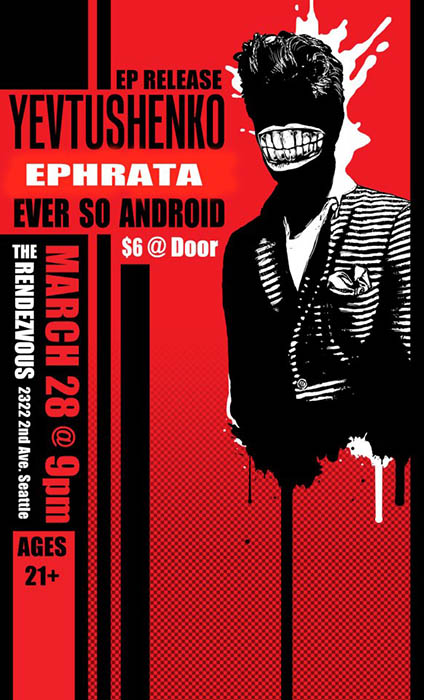 EP RELEASE
YEVTUSHENKO
EPHRATA
EVER SO ANDROID
$6 @ Door
MARCH 28 @ 9pm
THE RENDEZVOUS 2322 2nd Ave. Seattle
AGES
21+